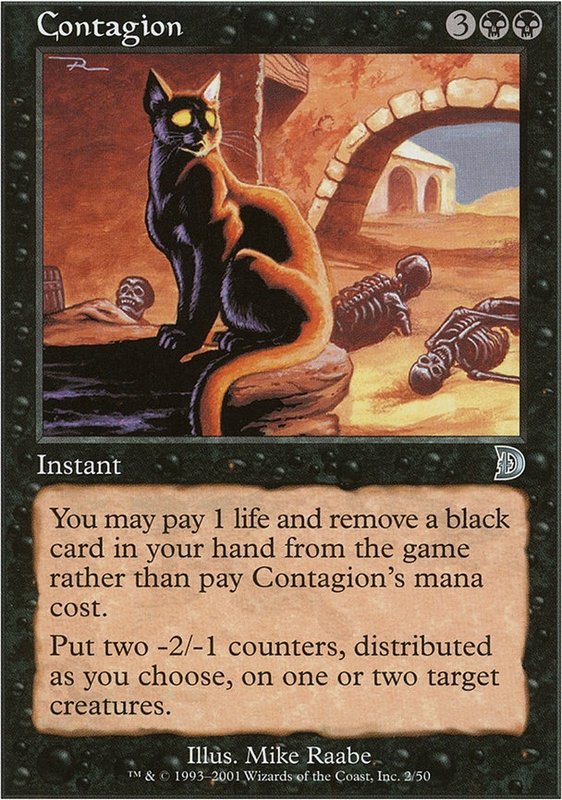 Contagion
3
Instant
You may pay 1 life and remove a black
card in your hand from the game
rather than pay Contagion's mana
cost.
Put two -2/-1 counters, distributed
as you choose, on one or two target
creatures.
Illus. Mike Raabe
™ & © 1993–2001 Wizards of the Coast, Inc. 2/50